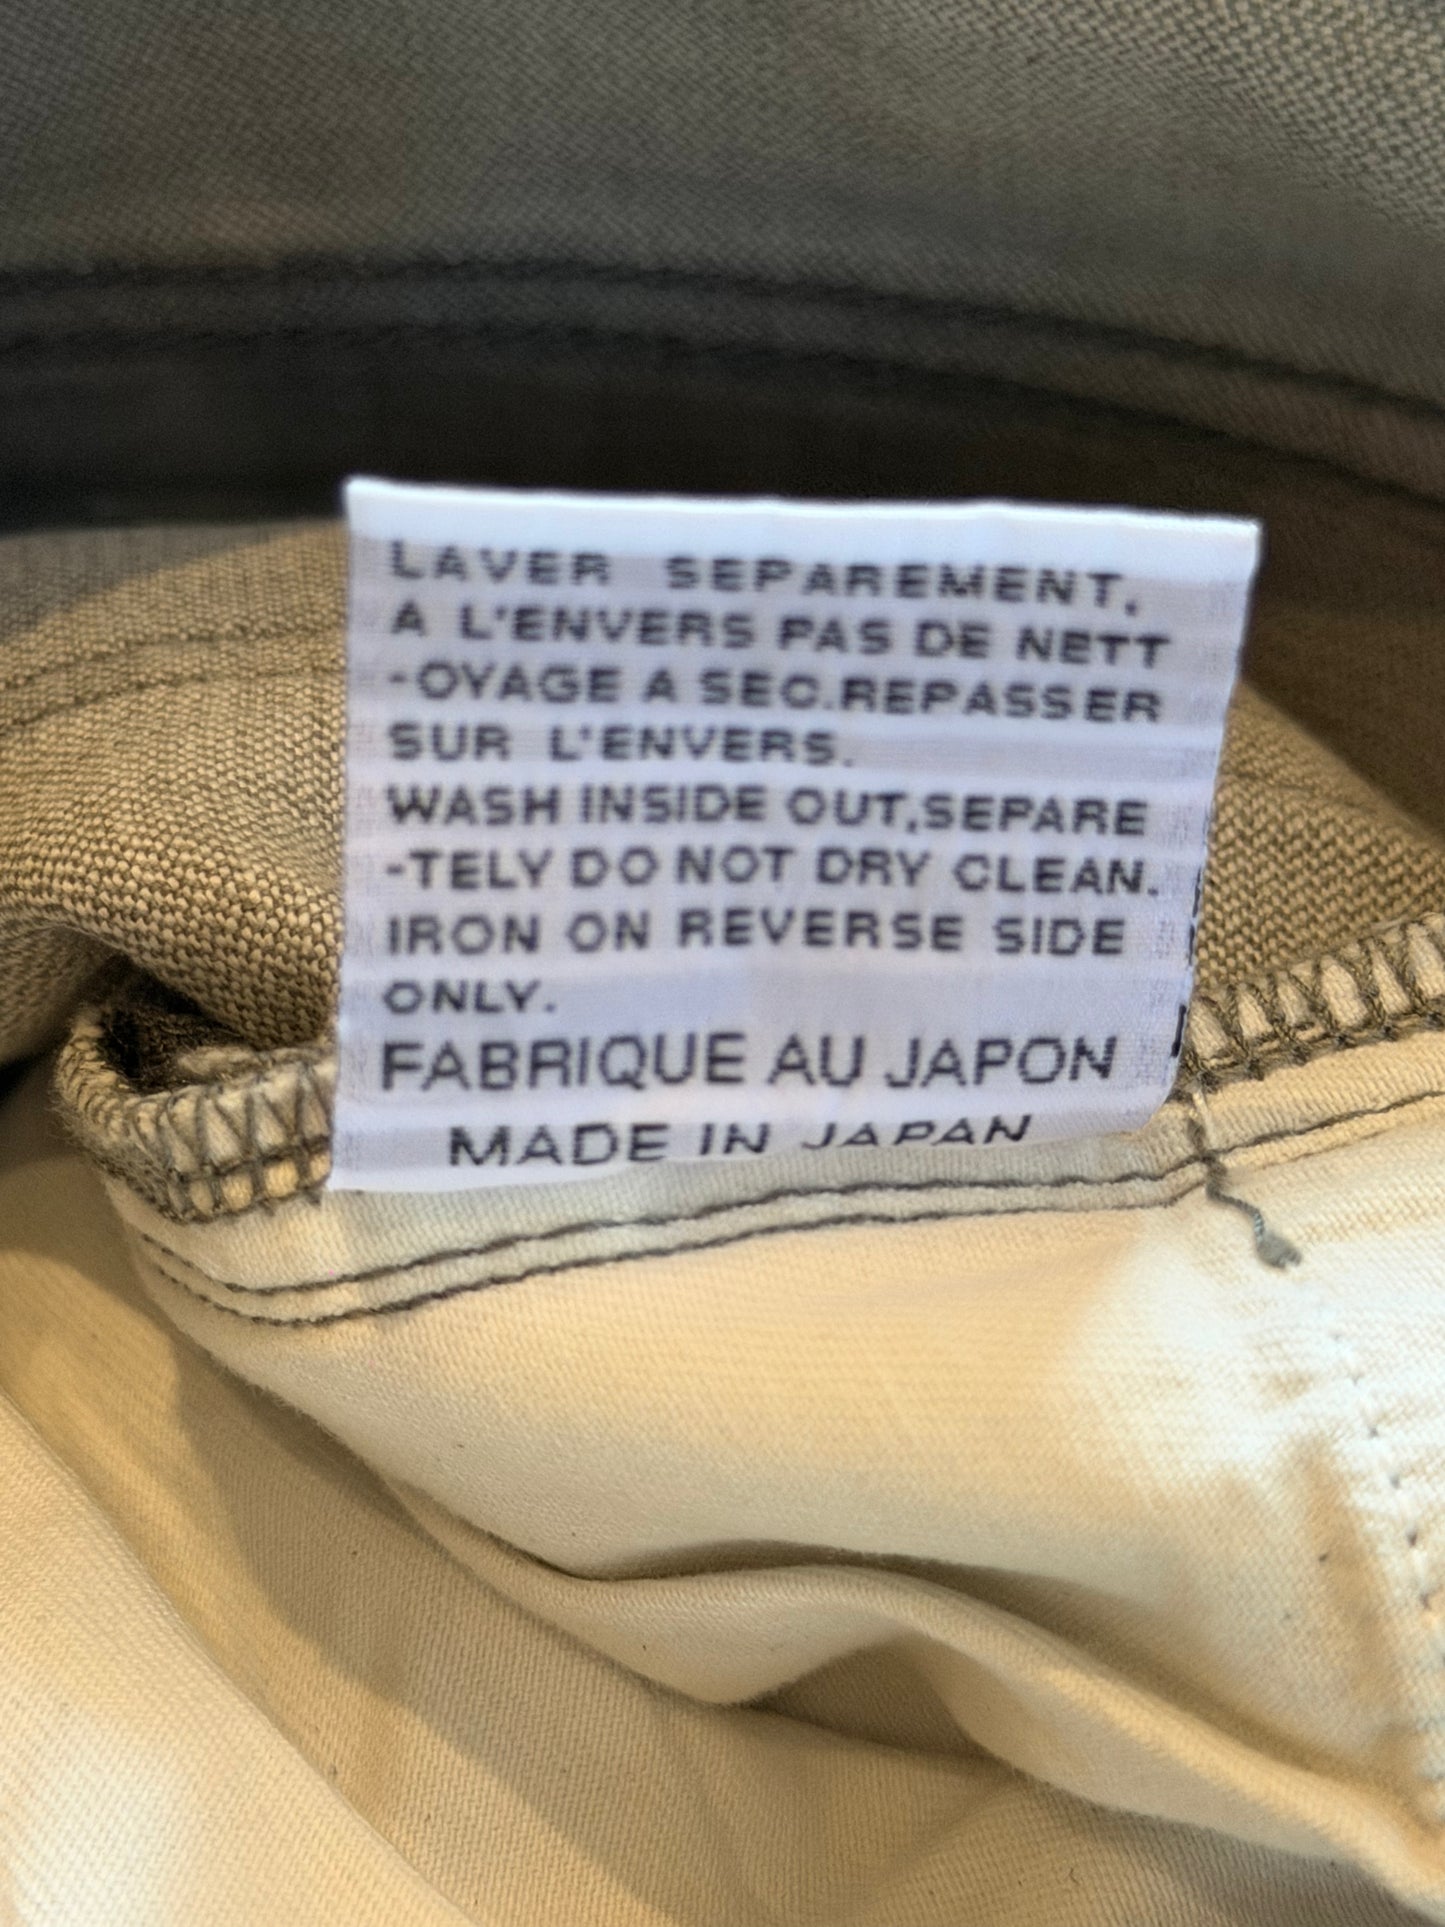 LAVER SEPAREMENT,
A L'ENVERS PAS DE NETT
-OYAGE A SEC.REPASSER
SUR L'ENVERS.
WASH INSIDE OUT,SEPARE
-TELY DO NOT DRY CLEAN.
IRON ON REVERSE SIDE
ONLY.
FABRIQUE AU JAPON
MADE IN JAPAN